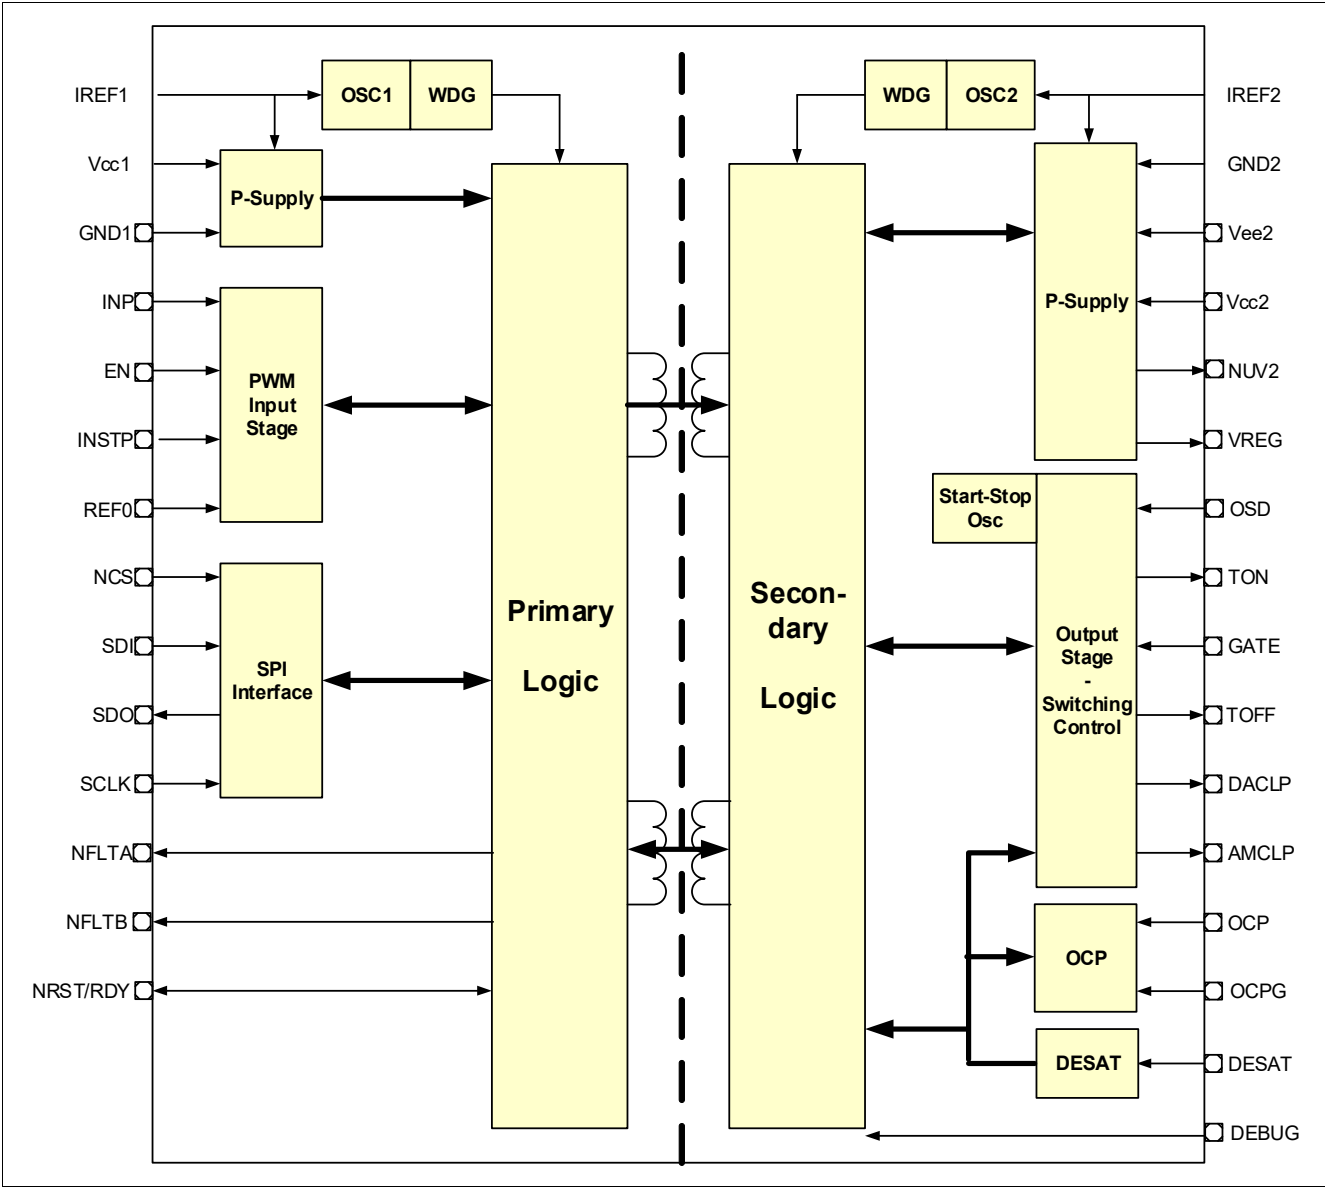 IREF1
OSC1
WDG
WDG
OSC2
IREF2
Vcc1
P-Supply
GND1
GND2
Vee2
P-Supply
Vcc2
NUV2
VREG
INP
EN
PWM
Input
Stage
INSTP
REF0
Start-Stop
Osc
OSD
NCS
SDI
SPI
Interface
SDO
SCLK
Primary
Logic
Secon-
dary
Logic
TON
Output
Stage
-
Switching
Control
GATE
TOFF
DACLP
AMCLP
NFLTA
NFLTB
NRST/RDY
OCP
OCP
OCPG
DESAT
DESAT
DEBUG